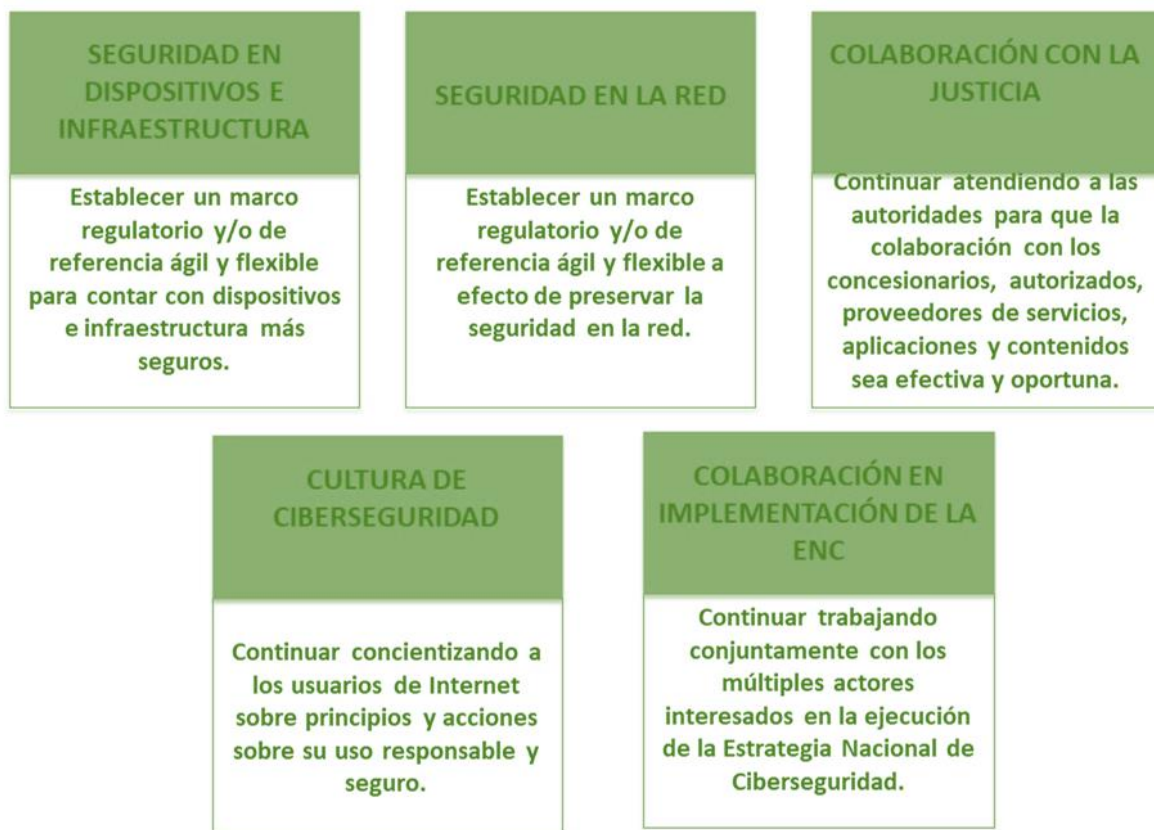 SEGURIDAD EN
DISPOSITIVOS E
INFRAESTRUCTURA
Establecer un marco
regulatorio y/o de
referencia ágil y flexible
para contar con dispositivos
e infraestructura más
seguros.
SEGURIDAD EN LA RED
Establecer un marco
regulatorio y/o de
referencia ágil y flexible a
efecto de preservar la
seguridad en la red.
COLABORACIÓN CON LA
JUSTICIA
Continuar atendiendo a las
autoridades para que la
colaboración con los
concesionarios, autorizados,
proveedores de servicios,
aplicaciones y contenidos
sea efectiva y oportuna.
CULTURA DE
CIBERSEGURIDAD
Continuar concientizando a
los usuarios de Internet
sobre principios y acciones
sobre su uso responsable y
seguro.
COLABORACIÓN EN
IMPLEMENTACIÓN DE LA
ENC
Continuar trabajando
conjuntamente con los
múltiples actores
interesados en la ejecución
de la Estrategia Nacional de
Ciberseguridad.